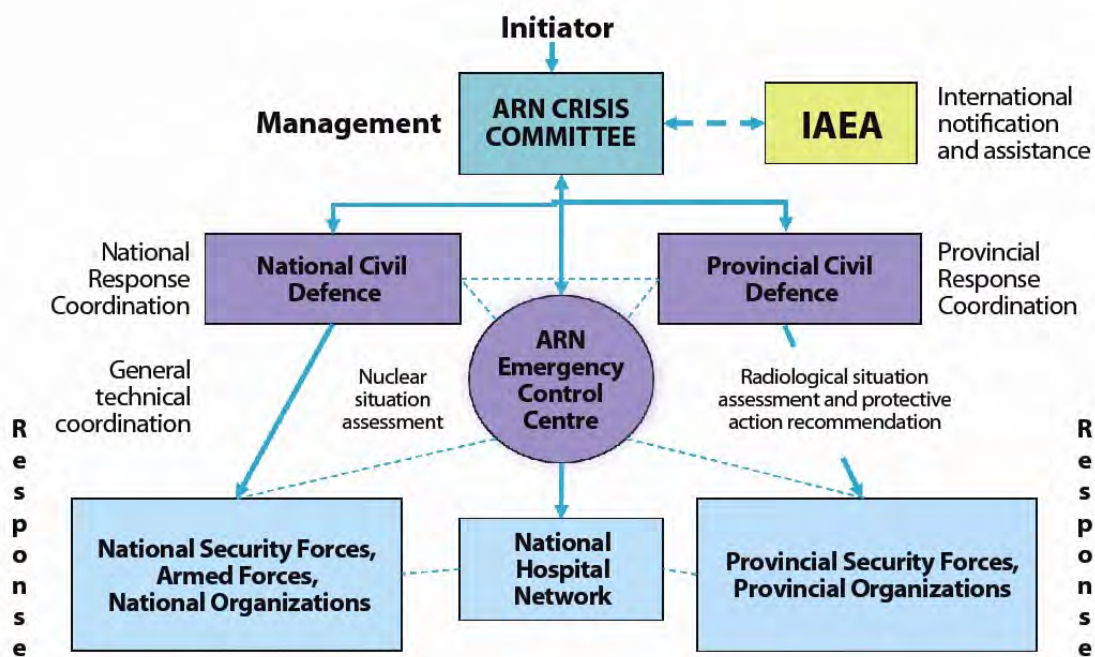 Initiator
Management
ARN CRISIS
COMMITTEE
IAEA
International
notification
and assistance
National
Response
Coordination
National Civil
Defence
Provincial Civil
Defence
Provincial
Response
Coordination
General
technical
coordination
Nuclear
situation
assessment
ARN
Emergency
Control
Centre
Radiological situation
assessment and protective
action recommendation
Response
National Security Forces,
Armed Forces,
National Organizations
National
Hospital
Network
Provincial Security Forces,
Provincial Organizations
Response